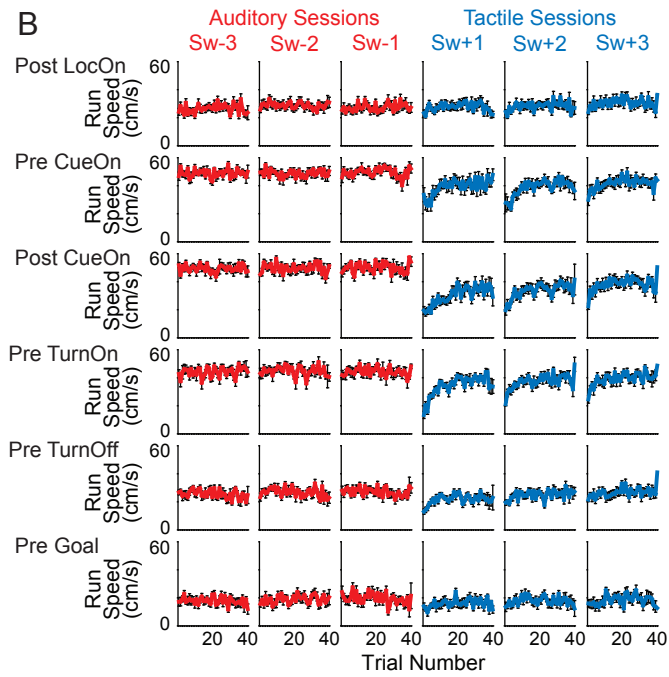 B
Auditory Sessions Tactile Sessions
Sw-3 Sw-2 Sw-1 Sw+1 Sw+2 Sw+3
Post LocOn
60
Run
Speed
(cm/s)
0
Pre CueOn
60
Run
Speed
(cm/s)
0
Post CueOn
60
Run
Speed
(cm/s)
0
Pre TurnOn
60
Run
Speed
(cm/s)
0
Pre TurnOff
60
Run
Speed
(cm/s)
0
Pre Goal
60
Run
Speed
(cm/s)
0
20 40 20 40 20 40 20 40 20 40 20 40
Trial Number